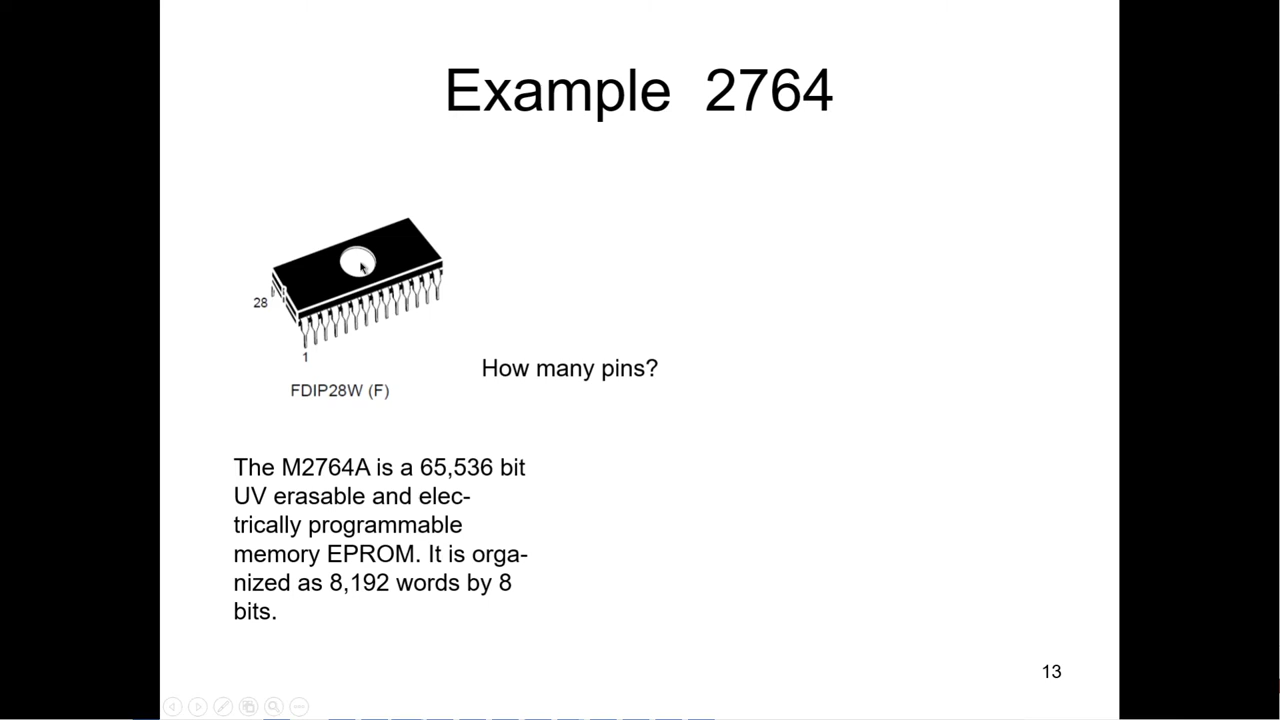 Example 2764
28
1
How many pins?
FDIP28W (F)
The M2764A is a 65,536 bit
UV erasable and elec-
trically programmable
memory EPROM. It is orga-
nized as 8,192 words by 8
bits.
13